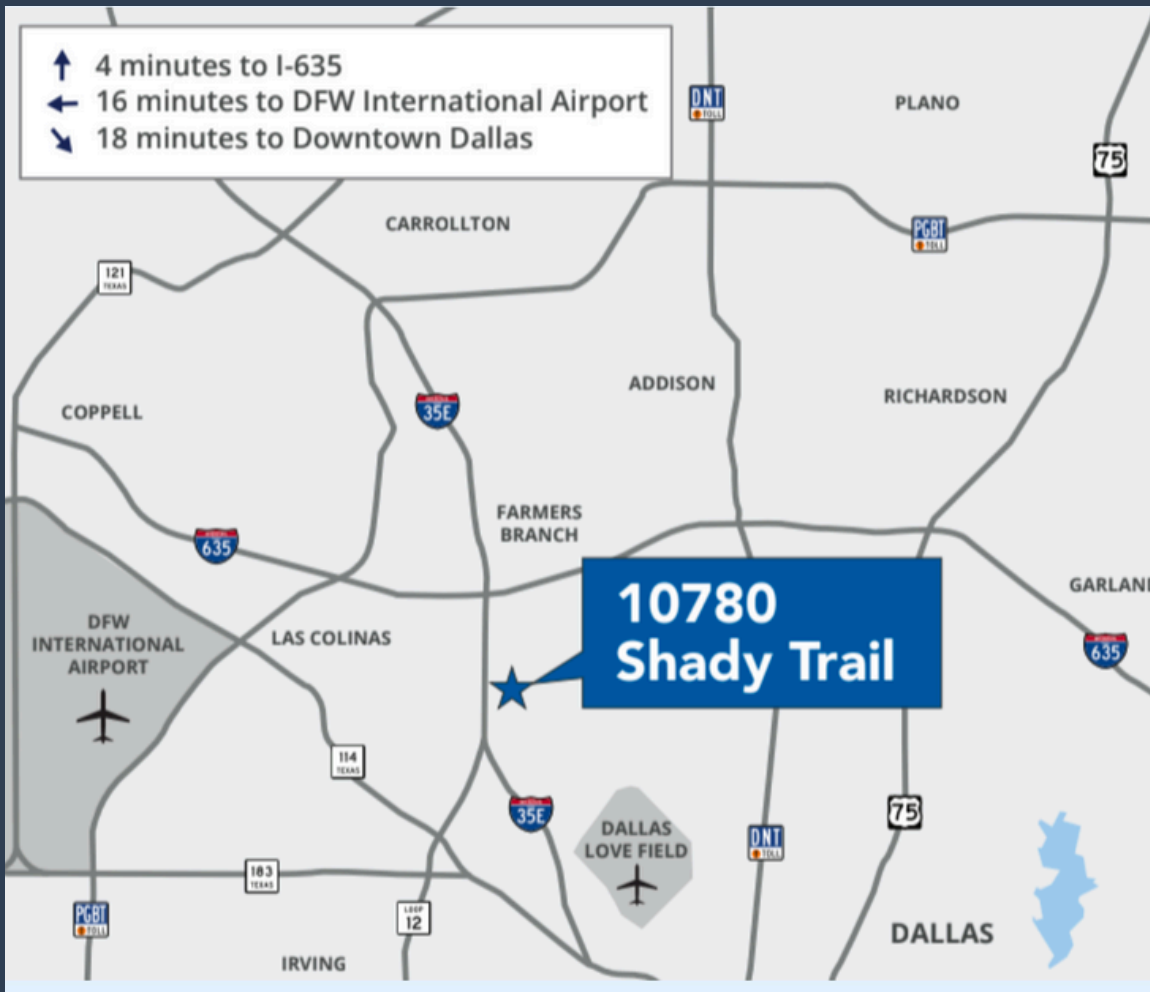 4 minutes to I-635
16 minutes to DFW International Airport
18 minutes to Downtown Dallas
DNT
TOLL
PLANO
75
CARROLLTON
PGBT
TOLL
121
TEXAS
ADDISON
RICHARDSON
COPPELL
35E
FARMERS
BRANCH
635
10780
Shady Trail
GARLAN
DFW
INTERNATIONAL
AIRPORT
LAS COLINAS
635
114
TEXAS
35E
DALLAS
LOVE FIELD
DNT
TOLL
75
183
TEXAS
PGBT
TOLL
LOOP
12
DALLAS
IRVING